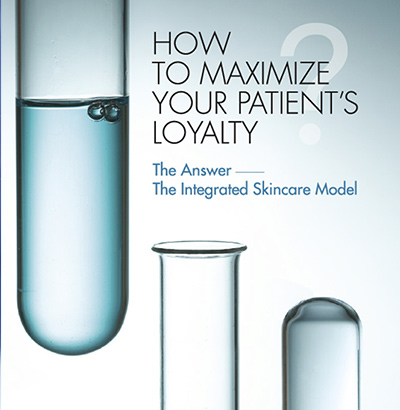 HOW
TO MAXIMIZE
YOUR PATIENT'S
LOYALTY
?
The Answer ——
The Integrated Skincare Model